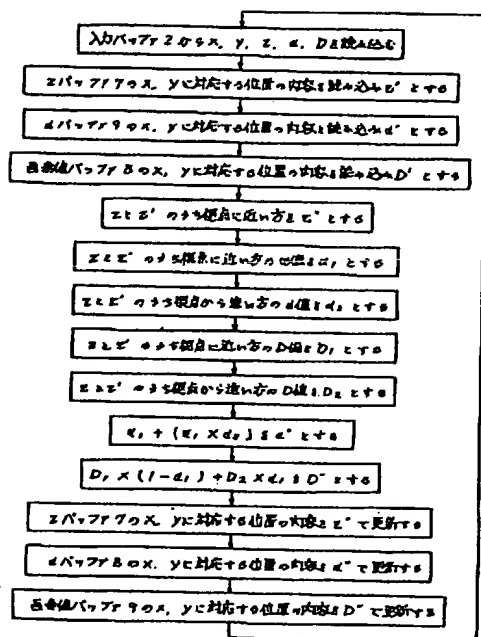 入力バッファ2からx, y, z, α, Dを読み込む
zバッファ7のx, yに対応する位置の内容を読み込みz'とする
αバッファ9のx, yに対応する位置の内容を読み込みα'とする
画素値バッファ8のx, yに対応する位置の内容を読み込みD'とする
zとz'のうち視点に近い方をz"とする
zとz'のうち視点に近い方のα値をα₁とする
zとz'のうち視点から遠い方のα値をα₂とする
zとz'のうち視点に近い方のD値をD₁とする
zとz'のうち視点から遠い方のD値をD₂とする
α₁ + (α₁ × α₂) をα"とする
D₁ × (1-α₁) + D₂ × α₁ をD"とする
zバッファ7のx, yに対応する位置の内容をz"で更新する
αバッファ8のx, yに対応する位置の内容をα"で更新する
画素値バッファ9のx, yに対応する位置の内容をD"で更新する